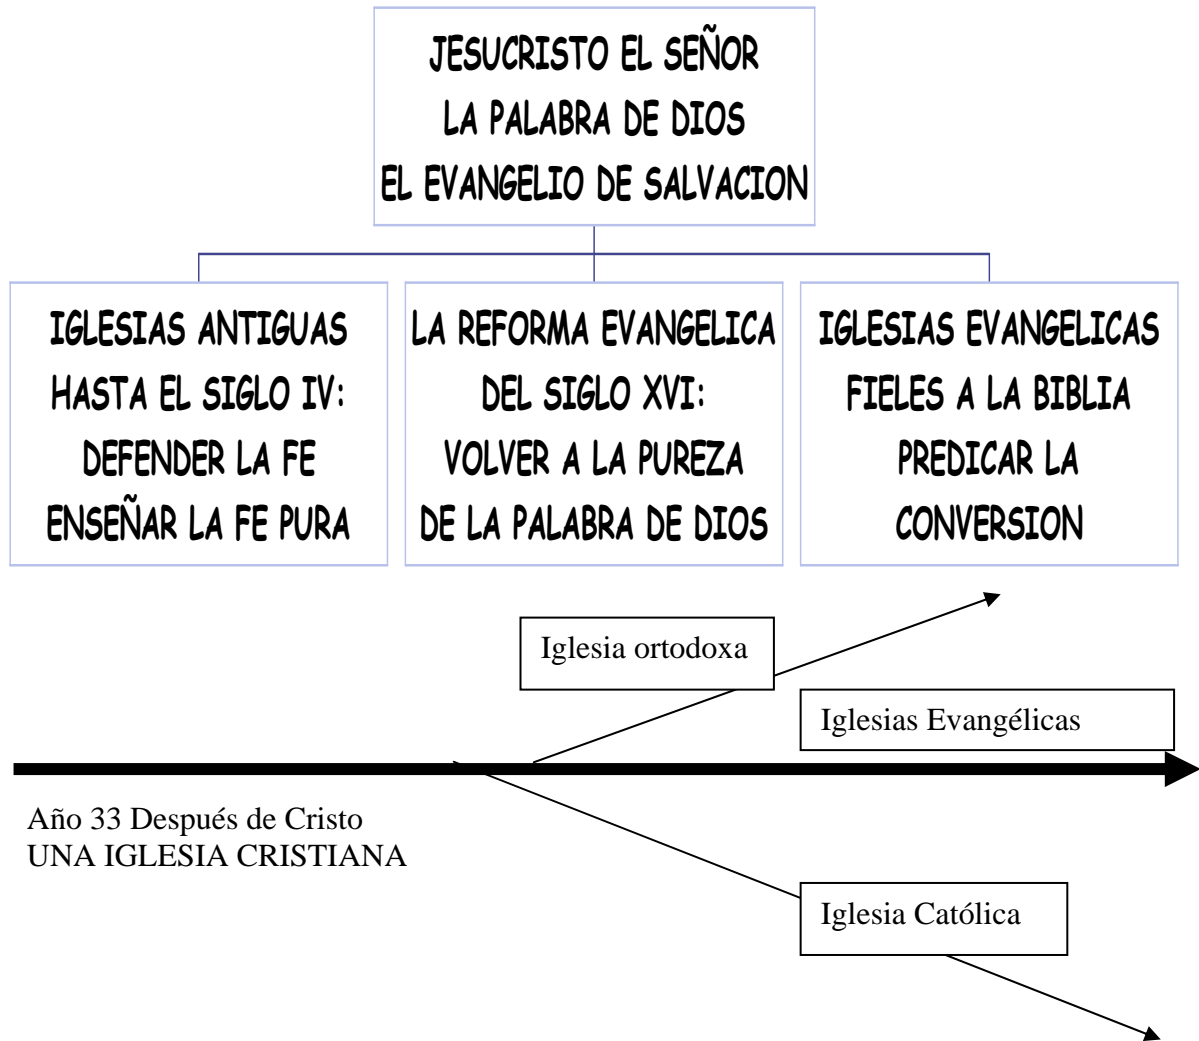 JESUCRISTO EL SEÑOR
LA PALABRA DE DIOS
EL EVANGELIO DE SALVACION
IGLESIAS ANTIGUAS
HASTA EL SIGLO IV:
DEFENDER LA FE
ENSEÑAR LA FE PURA
LA REFORMA EVANGELICA
DEL SIGLO XVI:
VOLVER A LA PUREZA
DE LA PALABRA DE DIOS
IGLESIAS EVANGELICAS
FIELES A LA BIBLIA
PREDICAR LA
CONVERSION
Iglesia ortodoxa
Iglesias Evangélicas
Año 33 Después de Cristo
UNA IGLESIA CRISTIANA
Iglesia Católica